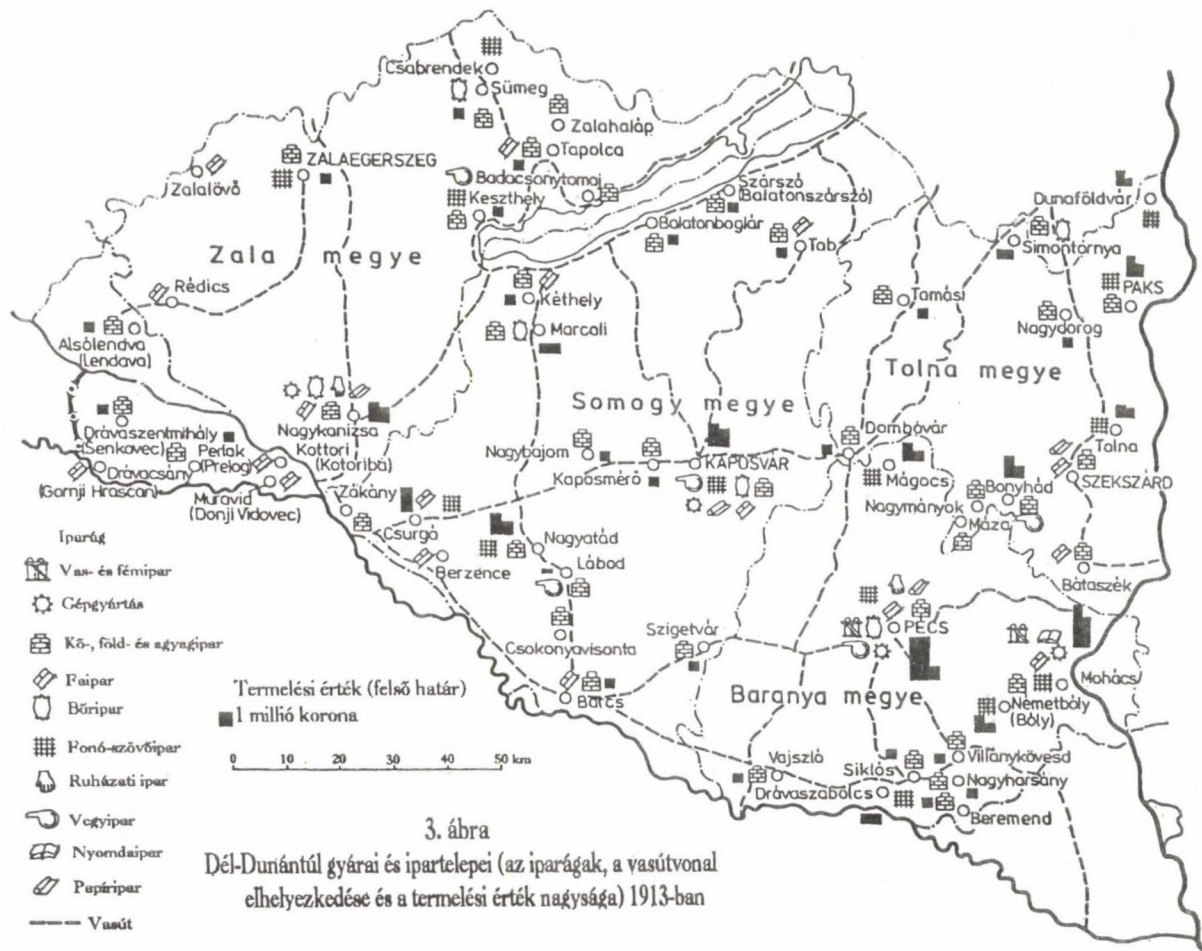 Csabrendek
Sümeg
Zalahaláp
Tapolca
ZALAEGERSZEG
Zalalövő
Badacsonytomaj
Keszthely
Szárszó
(Balatonszárszó)
Dunaföldvár
Balatonboglár
Tab
Simontornya
Zala megye
Rédics
PAKS
Kéthely
Tamási
Marcali
Nagydorog
Alsólendva
(Lendava)
Tolna megye
Somogy megye
Nagykanizsa
Drávaszentmihály
(Senkovec)
Perlak
(Prelog)
Kottori
(Kotoriba)
Nagybajom
KAPOSVÁR
Dombóvár
Tolna
Drávacsány
(Gornji Hrascan)
Kaposmérő
Mágocs
Bonyhád
SZEKSZÁRD
Muravid
(Donji Vidovec)
Zákány
Nagymányok
Máza
Csurgó
Nagyatád
Berzence
Lábod
Bátaszék
Csokonyavisonta
Szigetvár
PÉCS
Barcs
Baranya megye
Mohács
Németbóly
(Bóly)
Vajszló
Siklós
Villánykövesd
Drávaszabolcs
Nagyharsány
Beremend
Iparág
Vas- és fémipar
Gépgyártás
Kő-, föld- és agyagipar
Faipar
Bőripar
Fonó-szövőipar
Ruházati ipar
Vegyipar
Nyomdaipar
Papíripar
Vasút
Termelési érték (felső határ)
1 millió korona
0 10 20 30 40 50 km
3. ábra
Dél-Dunántúl gyárai és ipartelepei (az iparágak, a vasútvonal
elhelyezkedése és a termelési érték nagysága) 1913-ban